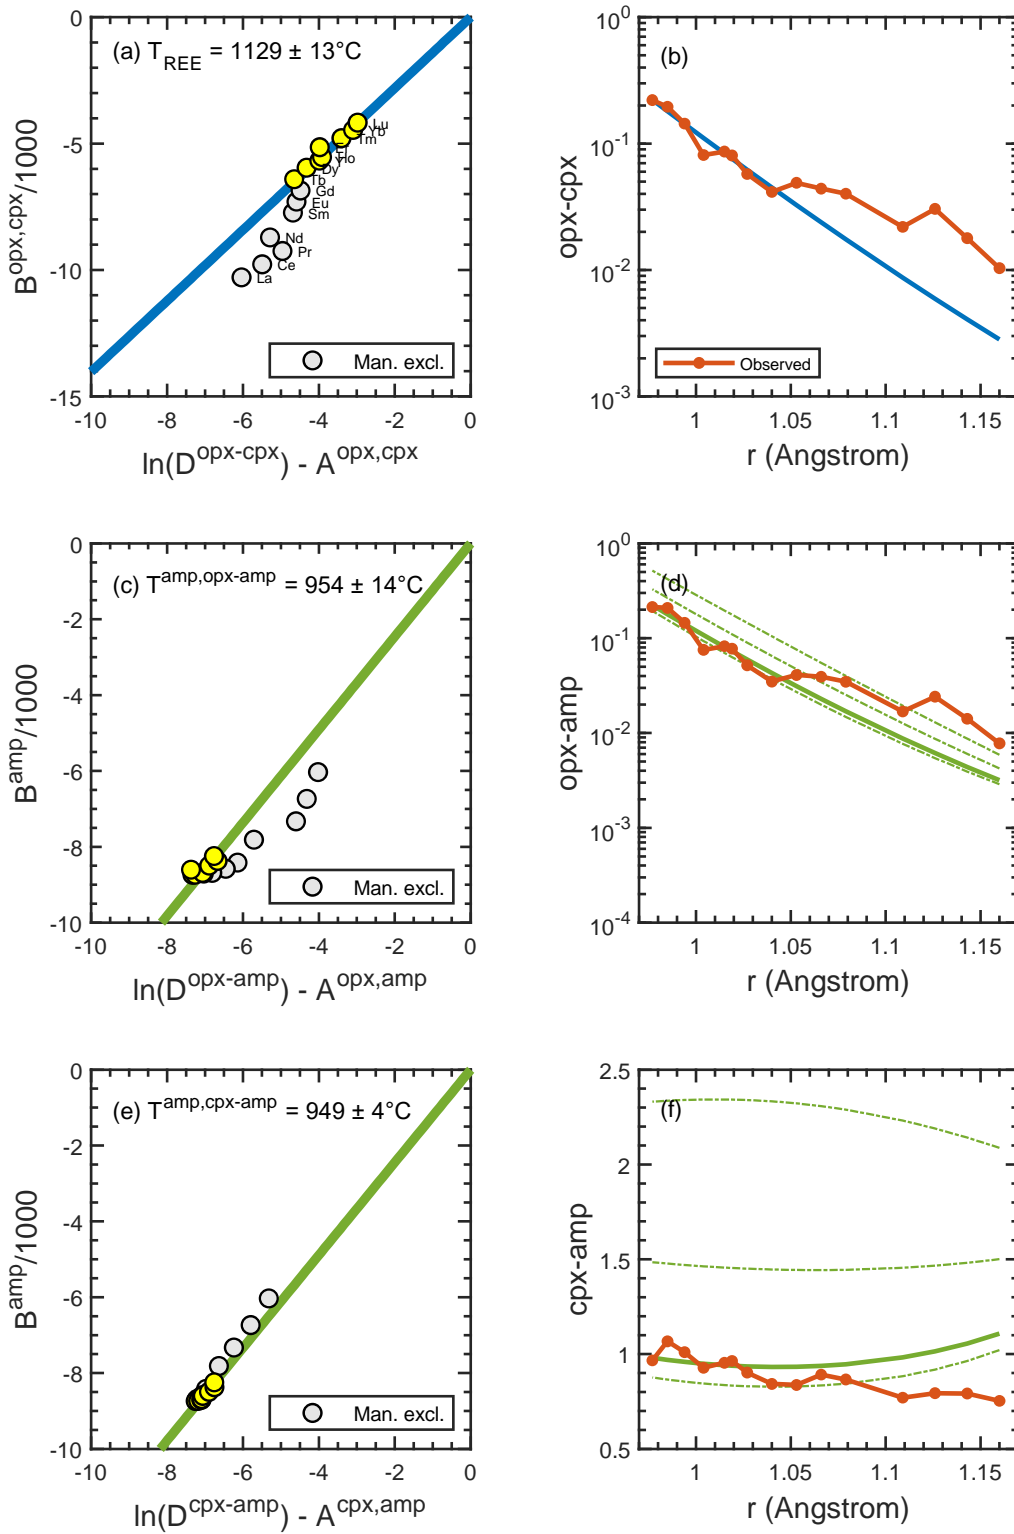 (a) T_REE = 1129 ± 13°C
0
-5
-10
-15
B^opx,cpx/1000
Lu
Yb
Tm
Er
Ho
Y
Dy
Tb
Gd
Eu
Sm
Nd
Pr
Ce
La
Man. excl.
-10 -8 -6 -4 -2 0
ln(D^opx-cpx) - A^opx,cpx
(b)
10^0
10^-1
10^-2
10^-3
opx-cpx
Observed
1 1.05 1.1 1.15
r (Angstrom)
(c) T^amp,opx-amp = 954 ± 14°C
0
-2
-4
-6
-8
-10
B^amp/1000
Man. excl.
-10 -8 -6 -4 -2 0
ln(D^opx-amp) - A^opx,amp
(d)
10^0
10^-1
10^-2
10^-3
10^-4
opx-amp
1 1.05 1.1 1.15
r (Angstrom)
(e) T^amp,cpx-amp = 949 ± 4°C
0
-2
-4
-6
-8
-10
B^amp/1000
Man. excl.
-10 -8 -6 -4 -2 0
ln(D^cpx-amp) - A^cpx,amp
(f)
2.5
2
1.5
1
0.5
cpx-amp
1 1.05 1.1 1.15
r (Angstrom)